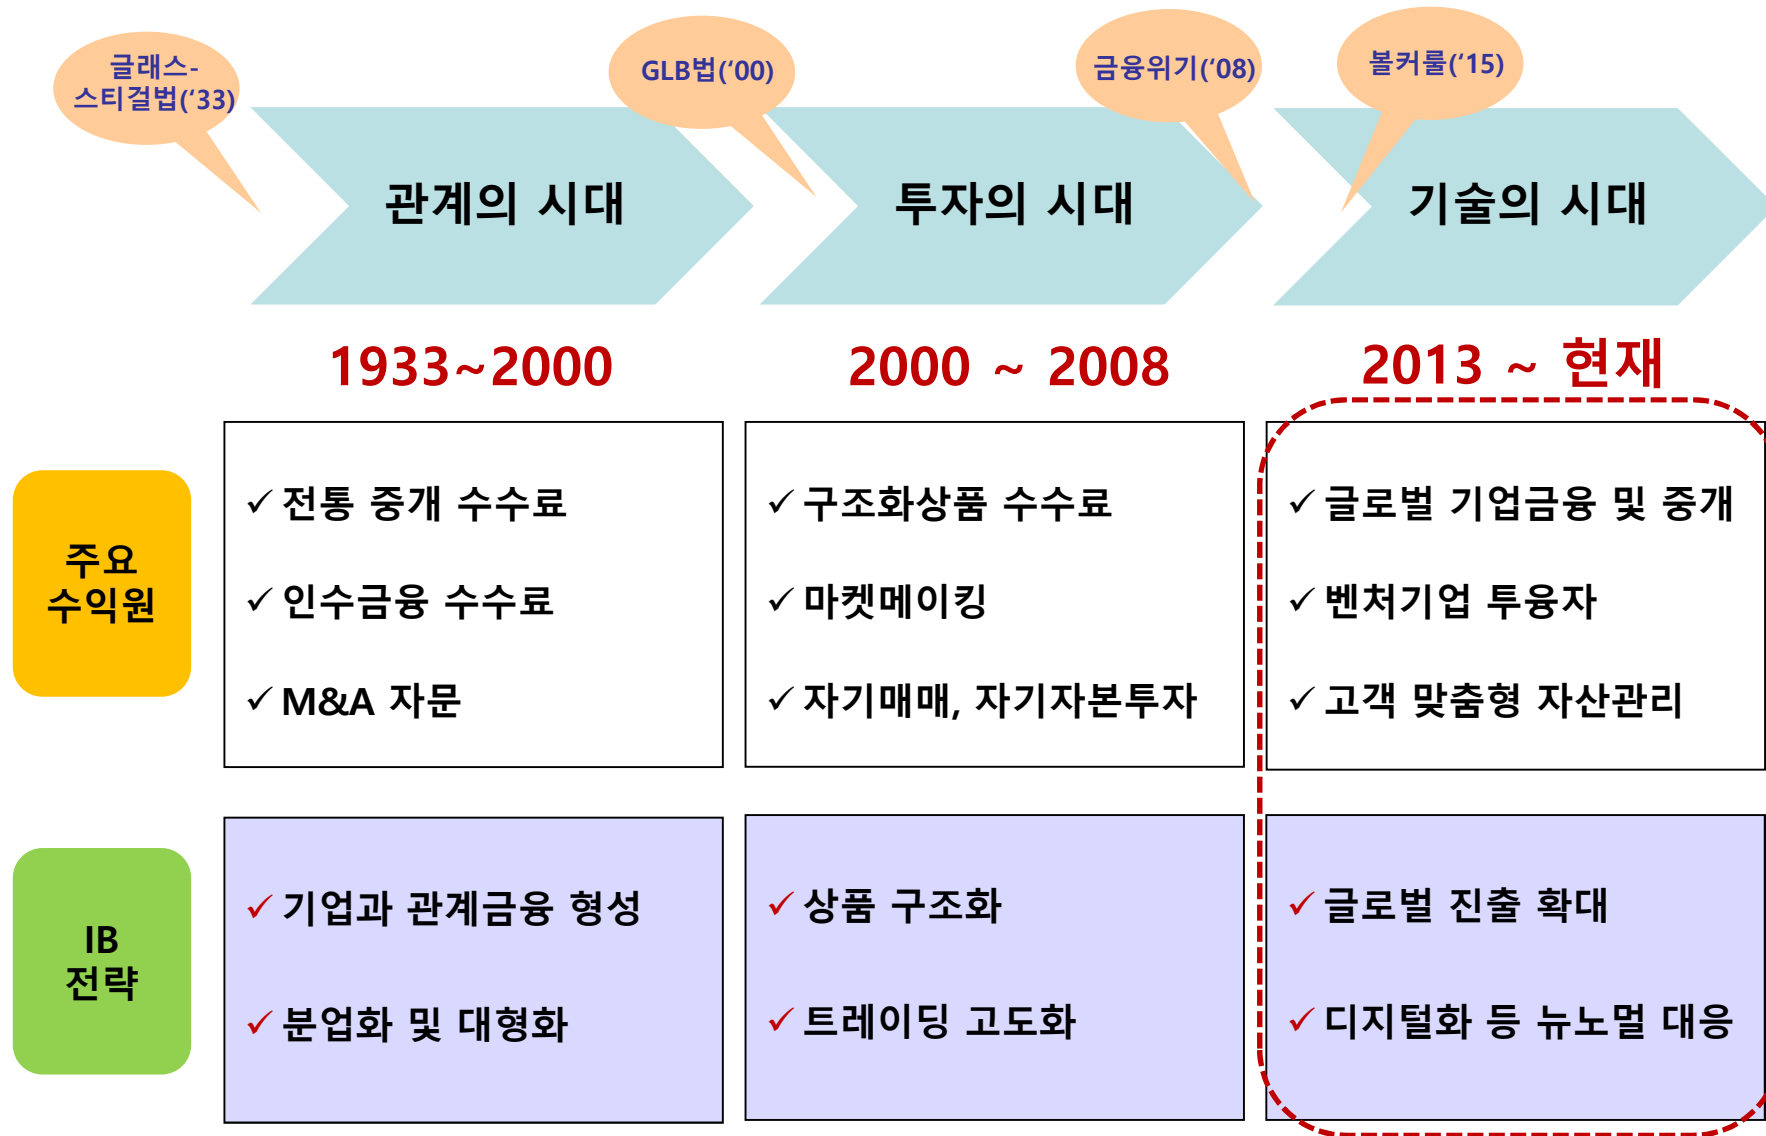 글래스-
스티걸법(‘33)
GLB법(‘00)
금융위기(‘08)
볼커룰(‘15)
관계의 시대
투자의 시대
기술의 시대
1933~2000
2000 ~ 2008
2013 ~ 현재
주요
수익원
✓ 전통 중개 수수료
✓ 인수금융 수수료
✓ M&A 자문
✓ 구조화상품 수수료
✓ 마켓메이킹
✓ 자기매매, 자기자본투자
✓ 글로벌 기업금융 및 중개
✓ 벤처기업 투융자
✓ 고객 맞춤형 자산관리
IB
전략
✓ 기업과 관계금융 형성
✓ 분업화 및 대형화
✓ 상품 구조화
✓ 트레이딩 고도화
✓ 글로벌 진출 확대
✓ 디지털화 등 뉴노멀 대응